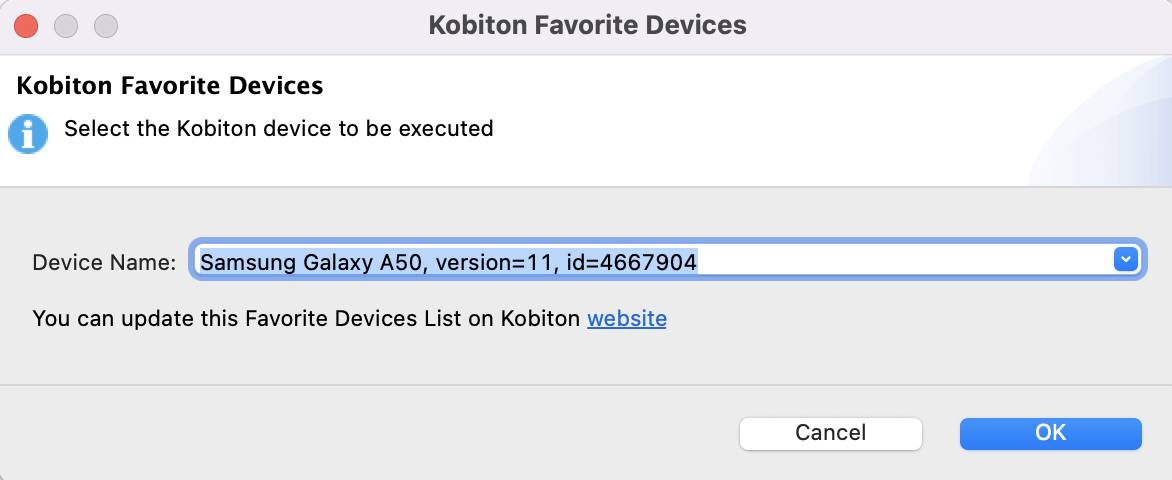 Kobiton Favorite Devices
Kobiton Favorite Devices
Select the Kobiton device to be executed
Device Name: Samsung Galaxy A50, version=11, id=4667904
You can update this Favorite Devices List on Kobiton website
Cancel OK